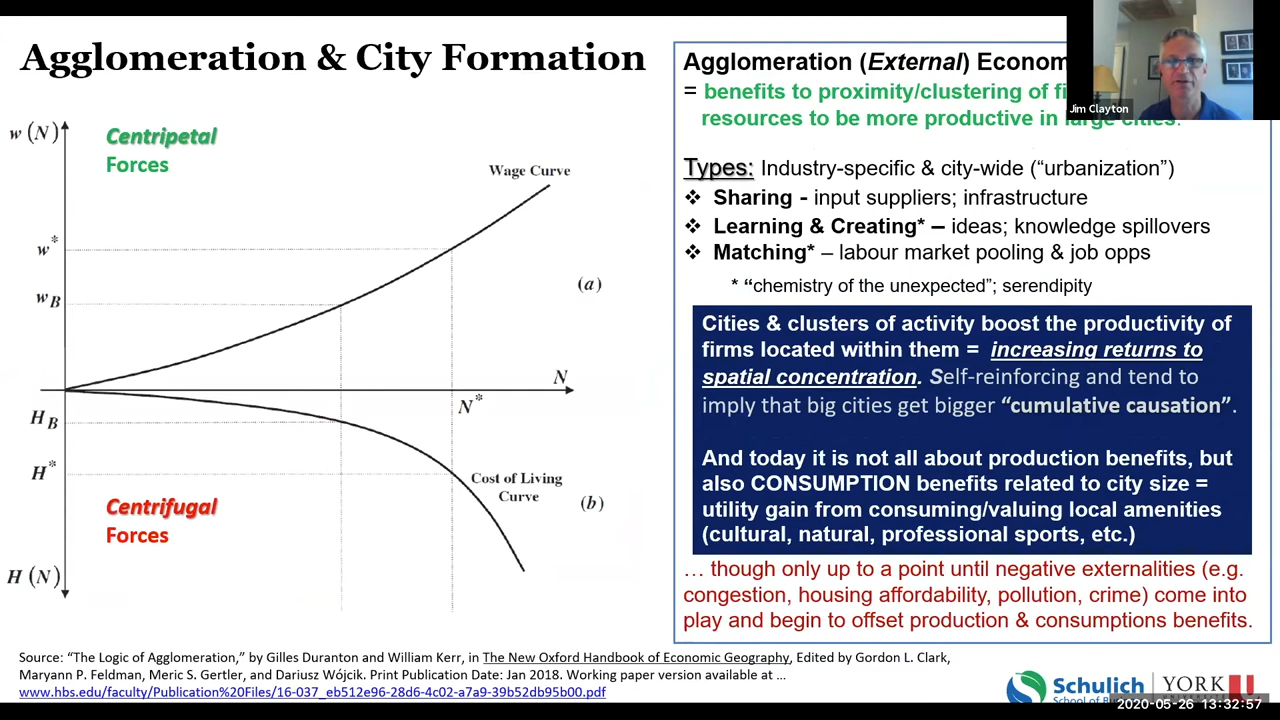 Agglomeration & City Formation
w (N)
Centripetal
Forces
Wage Curve
w*
wB
(a)
N
N*
HB
H*
Cost of Living
Curve
(b)
Centrifugal
Forces
H (N)
Agglomeration (External)
= benefits to proximity/clustering of
resources to be more productive in large cities.
Types: Industry-specific & city-wide (“urbanization”)
❖ Sharing - input suppliers; infrastructure
❖ Learning & Creating* – ideas; knowledge spillovers
❖ Matching* – labour market pooling & job opps
* “chemistry of the unexpected”; serendipity
Cities & clusters of activity boost the productivity of
firms located within them = increasing returns to
spatial concentration. Self-reinforcing and tend to
imply that big cities get bigger “cumulative causation”.
And today it is not all about production benefits, but
also CONSUMPTION benefits related to city size =
utility gain from consuming/valuing local amenities
(cultural, natural, professional sports, etc.)
… though only up to a point until negative externalities (e.g.
congestion, housing affordability, pollution, crime) come into
play and begin to offset production & consumptions benefits.
Jim Clayton
Source: “The Logic of Agglomeration,” by Gilles Duranton and William Kerr, in The New Oxford Handbook of Economic Geography, Edited by Gordon L. Clark,
Maryann P. Feldman, Meric S. Gertler, and Dariusz Wójcik. Print Publication Date: Jan 2018. Working paper version available at ...
www.hbs.edu/faculty/Publication%20Files/16-037_eb512e96-28d6-4c02-a7a9-39b52db95b00.pdf
Schulich
School of
YORK
2020-05-26 13:32:57